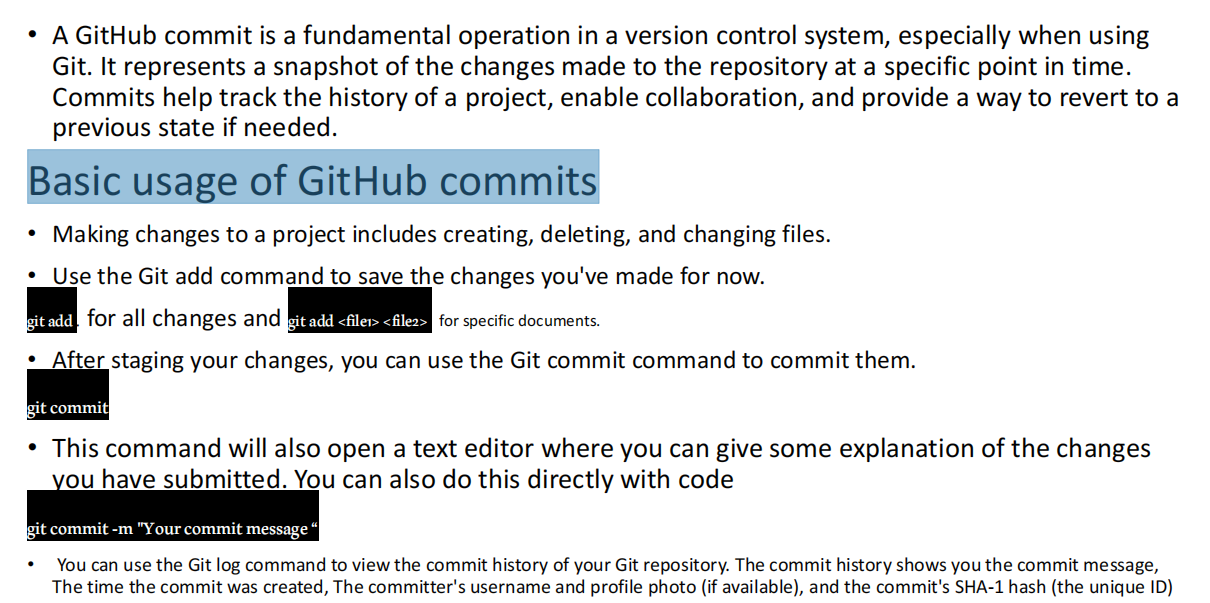 • A GitHub commit is a fundamental operation in a version control system, especially when using
Git. It represents a snapshot of the changes made to the repository at a specific point in time.
Commits help track the history of a project, enable collaboration, and provide a way to revert to a
previous state if needed.
Basic usage of GitHub commits
• Making changes to a project includes creating, deleting, and changing files.
• Use the Git add command to save the changes you've made for now.
git add . for all changes and git add <file1> <file2> for specific documents.
• After staging your changes, you can use the Git commit command to commit them.
git commit
• This command will also open a text editor where you can give some explanation of the changes
you have submitted. You can also do this directly with code
git commit -m "Your commit message “
• You can use the Git log command to view the commit history of your Git repository. The commit history shows you the commit message,
The time the commit was created, The committer's username and profile photo (if available), and the commit's SHA-1 hash (the unique ID)